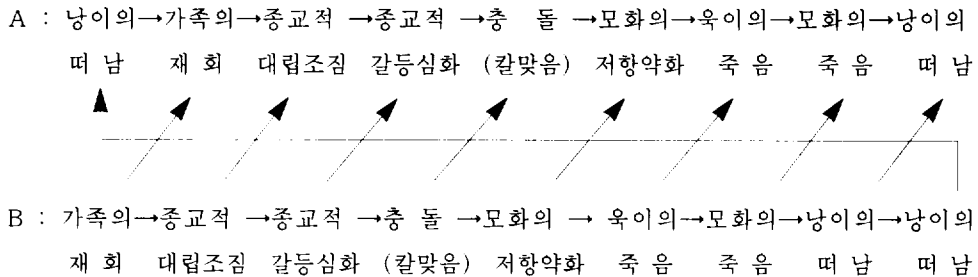 A : 낭이의→가족의→종교적→종교적→충 돌→모화의→욱이의→모화의→낭이의
떠 남 재 회 대립조짐 갈등심화 (칼맞음) 저항약화 죽 음 죽 음 떠 남
B : 가족의→종교적→종교적→충 돌→모화의→욱이의→모화의→낭이의→낭이의
재 회 대립조짐 갈등심화 (칼맞음) 저항약화 죽 음 죽 음 떠 남 떠 남